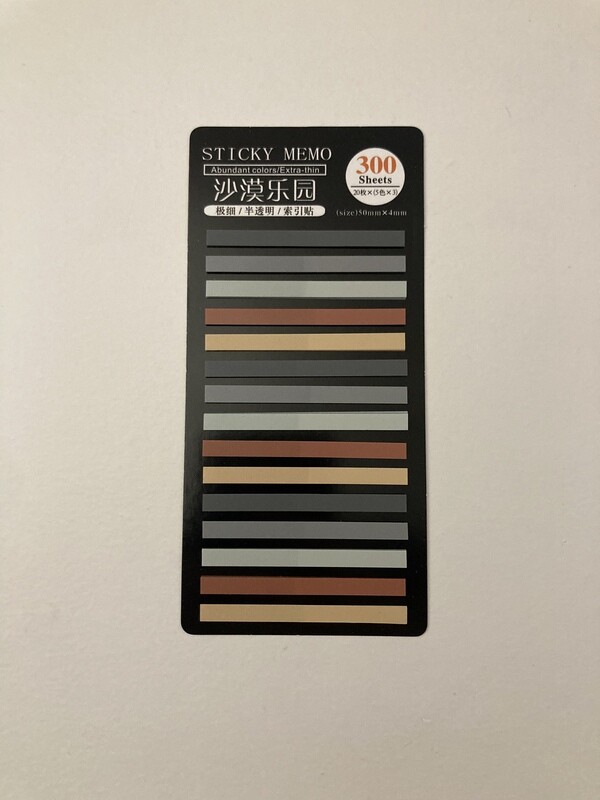 STICKY MEMO
Abundant colors/Extra-thin
沙漠乐园
极细/半透明/索引贴
300
Sheets
20枚×(5色×3)
(size)50mm×4mm